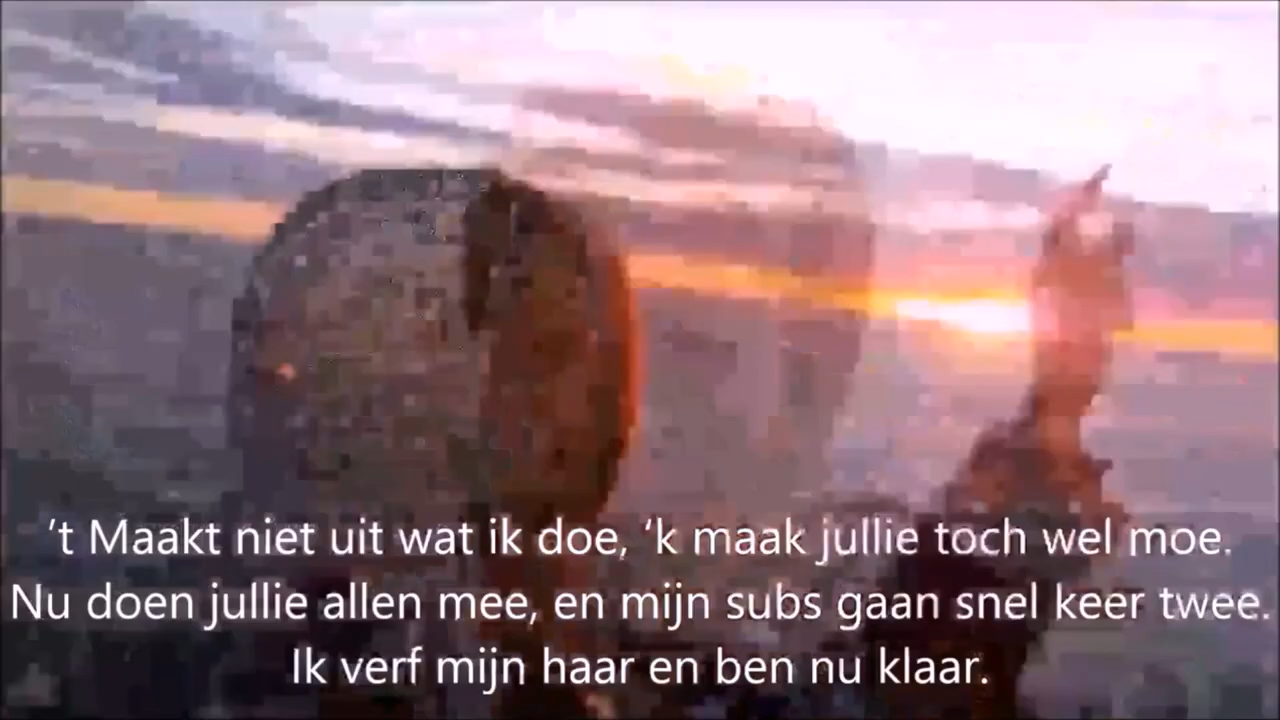 ’t Maakt niet uit wat ik doe, ‘k maak jullie toch wel moe.
Nu doen jullie allen mee, en mijn subs gaan snel keer twee.
Ik verf mijn haar en ben nu klaar.